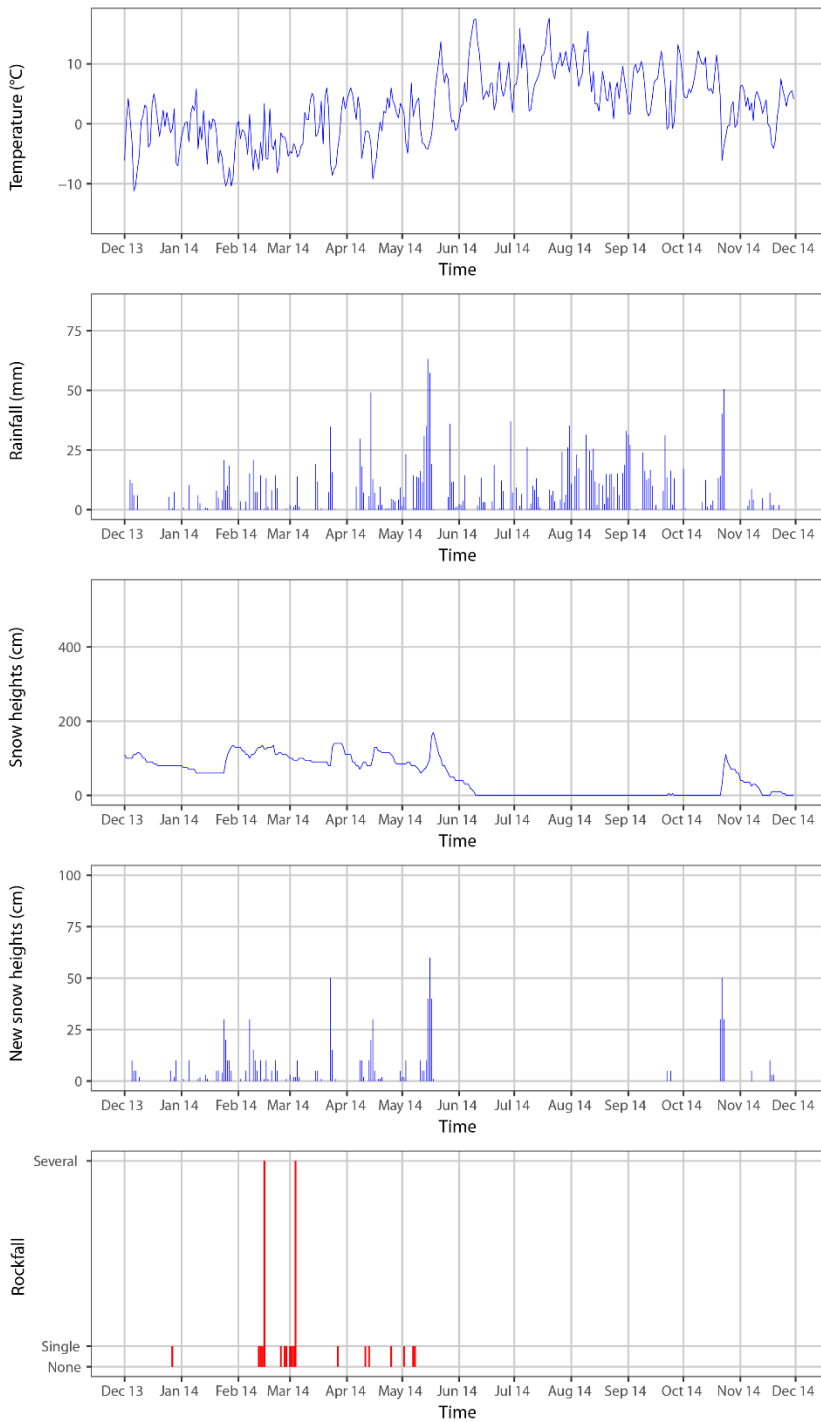 Temperature (°C)
10
0
−10
Dec 13 Jan 14 Feb 14 Mar 14 Apr 14 May 14 Jun 14 Jul 14 Aug 14 Sep 14 Oct 14 Nov 14 Dec 14
Time
Rainfall (mm)
75
50
25
0
Dec 13 Jan 14 Feb 14 Mar 14 Apr 14 May 14 Jun 14 Jul 14 Aug 14 Sep 14 Oct 14 Nov 14 Dec 14
Time
Snow heights (cm)
400
200
0
Dec 13 Jan 14 Feb 14 Mar 14 Apr 14 May 14 Jun 14 Jul 14 Aug 14 Sep 14 Oct 14 Nov 14 Dec 14
Time
New snow heights (cm)
100
75
50
25
0
Dec 13 Jan 14 Feb 14 Mar 14 Apr 14 May 14 Jun 14 Jul 14 Aug 14 Sep 14 Oct 14 Nov 14 Dec 14
Time
Rockfall
Several
Single
None
Dec 13 Jan 14 Feb 14 Mar 14 Apr 14 May 14 Jun 14 Jul 14 Aug 14 Sep 14 Oct 14 Nov 14 Dec 14
Time